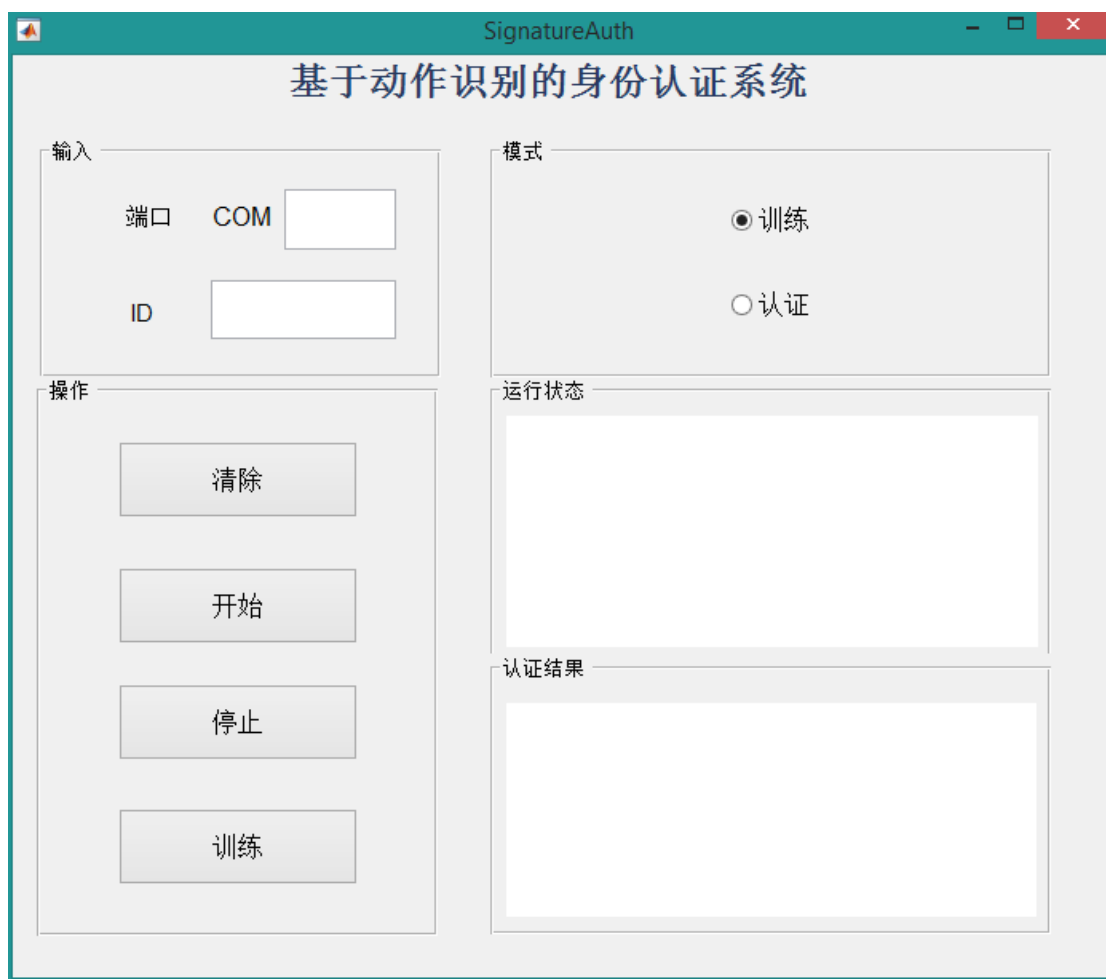 SignatureAuth
基于动作识别的身份认证系统
输入
端口 COM
ID
模式
训练
认证
操作
清除
开始
停止
训练
运行状态
认证结果